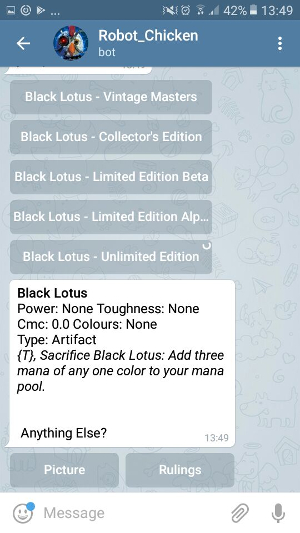 42% 13:49
Robot_Chicken
bot
Black Lotus - Vintage Masters
Black Lotus - Collector's Edition
Black Lotus - Limited Edition Beta
Black Lotus - Limited Edition Alp...
Black Lotus - Unlimited Edition
Black Lotus
Power: None Toughness: None
Cmc: 0.0 Colours: None
Type: Artifact
{T}, Sacrifice Black Lotus: Add three
mana of any one color to your mana
pool.
Anything Else?
13:49
Picture
Rulings
Message